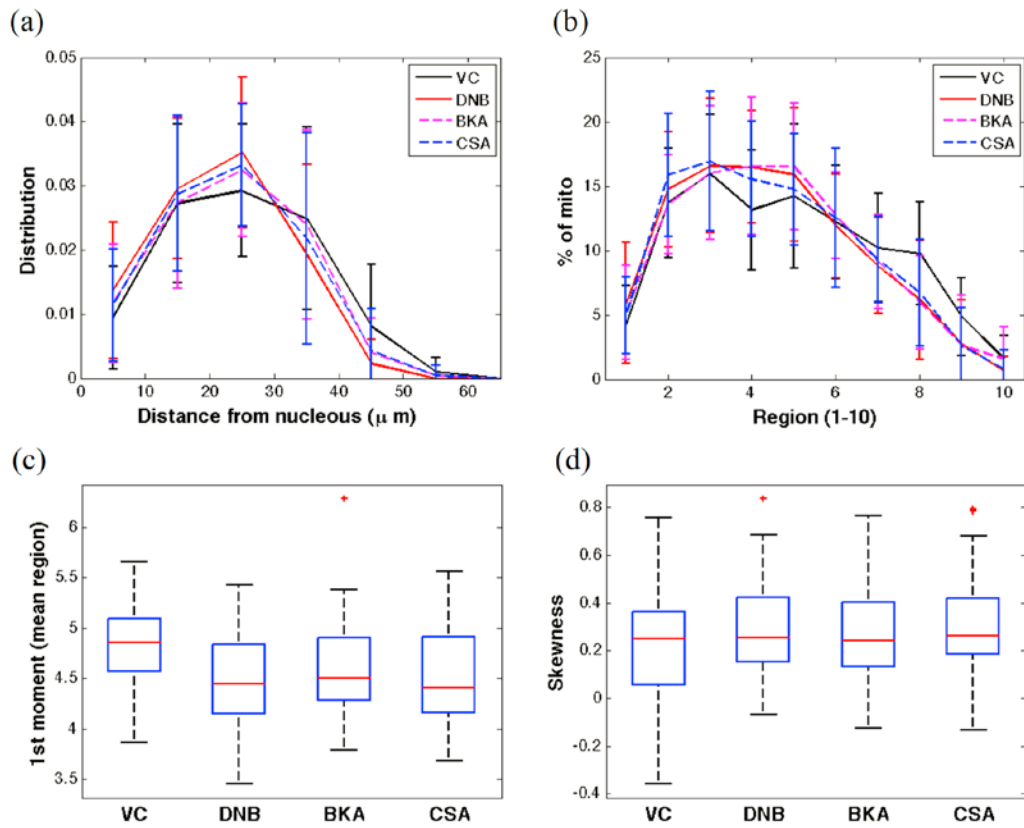 (a)
0.05
0.04
0.03
0.02
0.01
0
Distribution
0 10 20 30 40 50 60
Distance from nucleous (μ m)
VC
DNB
BKA
CSA
(b)
25
20
15
10
5
0
% of mito
2 4 6 8 10
Region (1-10)
VC
DNB
BKA
CSA
(c)
6
5.5
5
4.5
4
3.5
1st moment (mean region)
VC DNB BKA CSA
(d)
0.8
0.6
0.4
0.2
0
-0.2
-0.4
Skewness
VC DNB BKA CSA